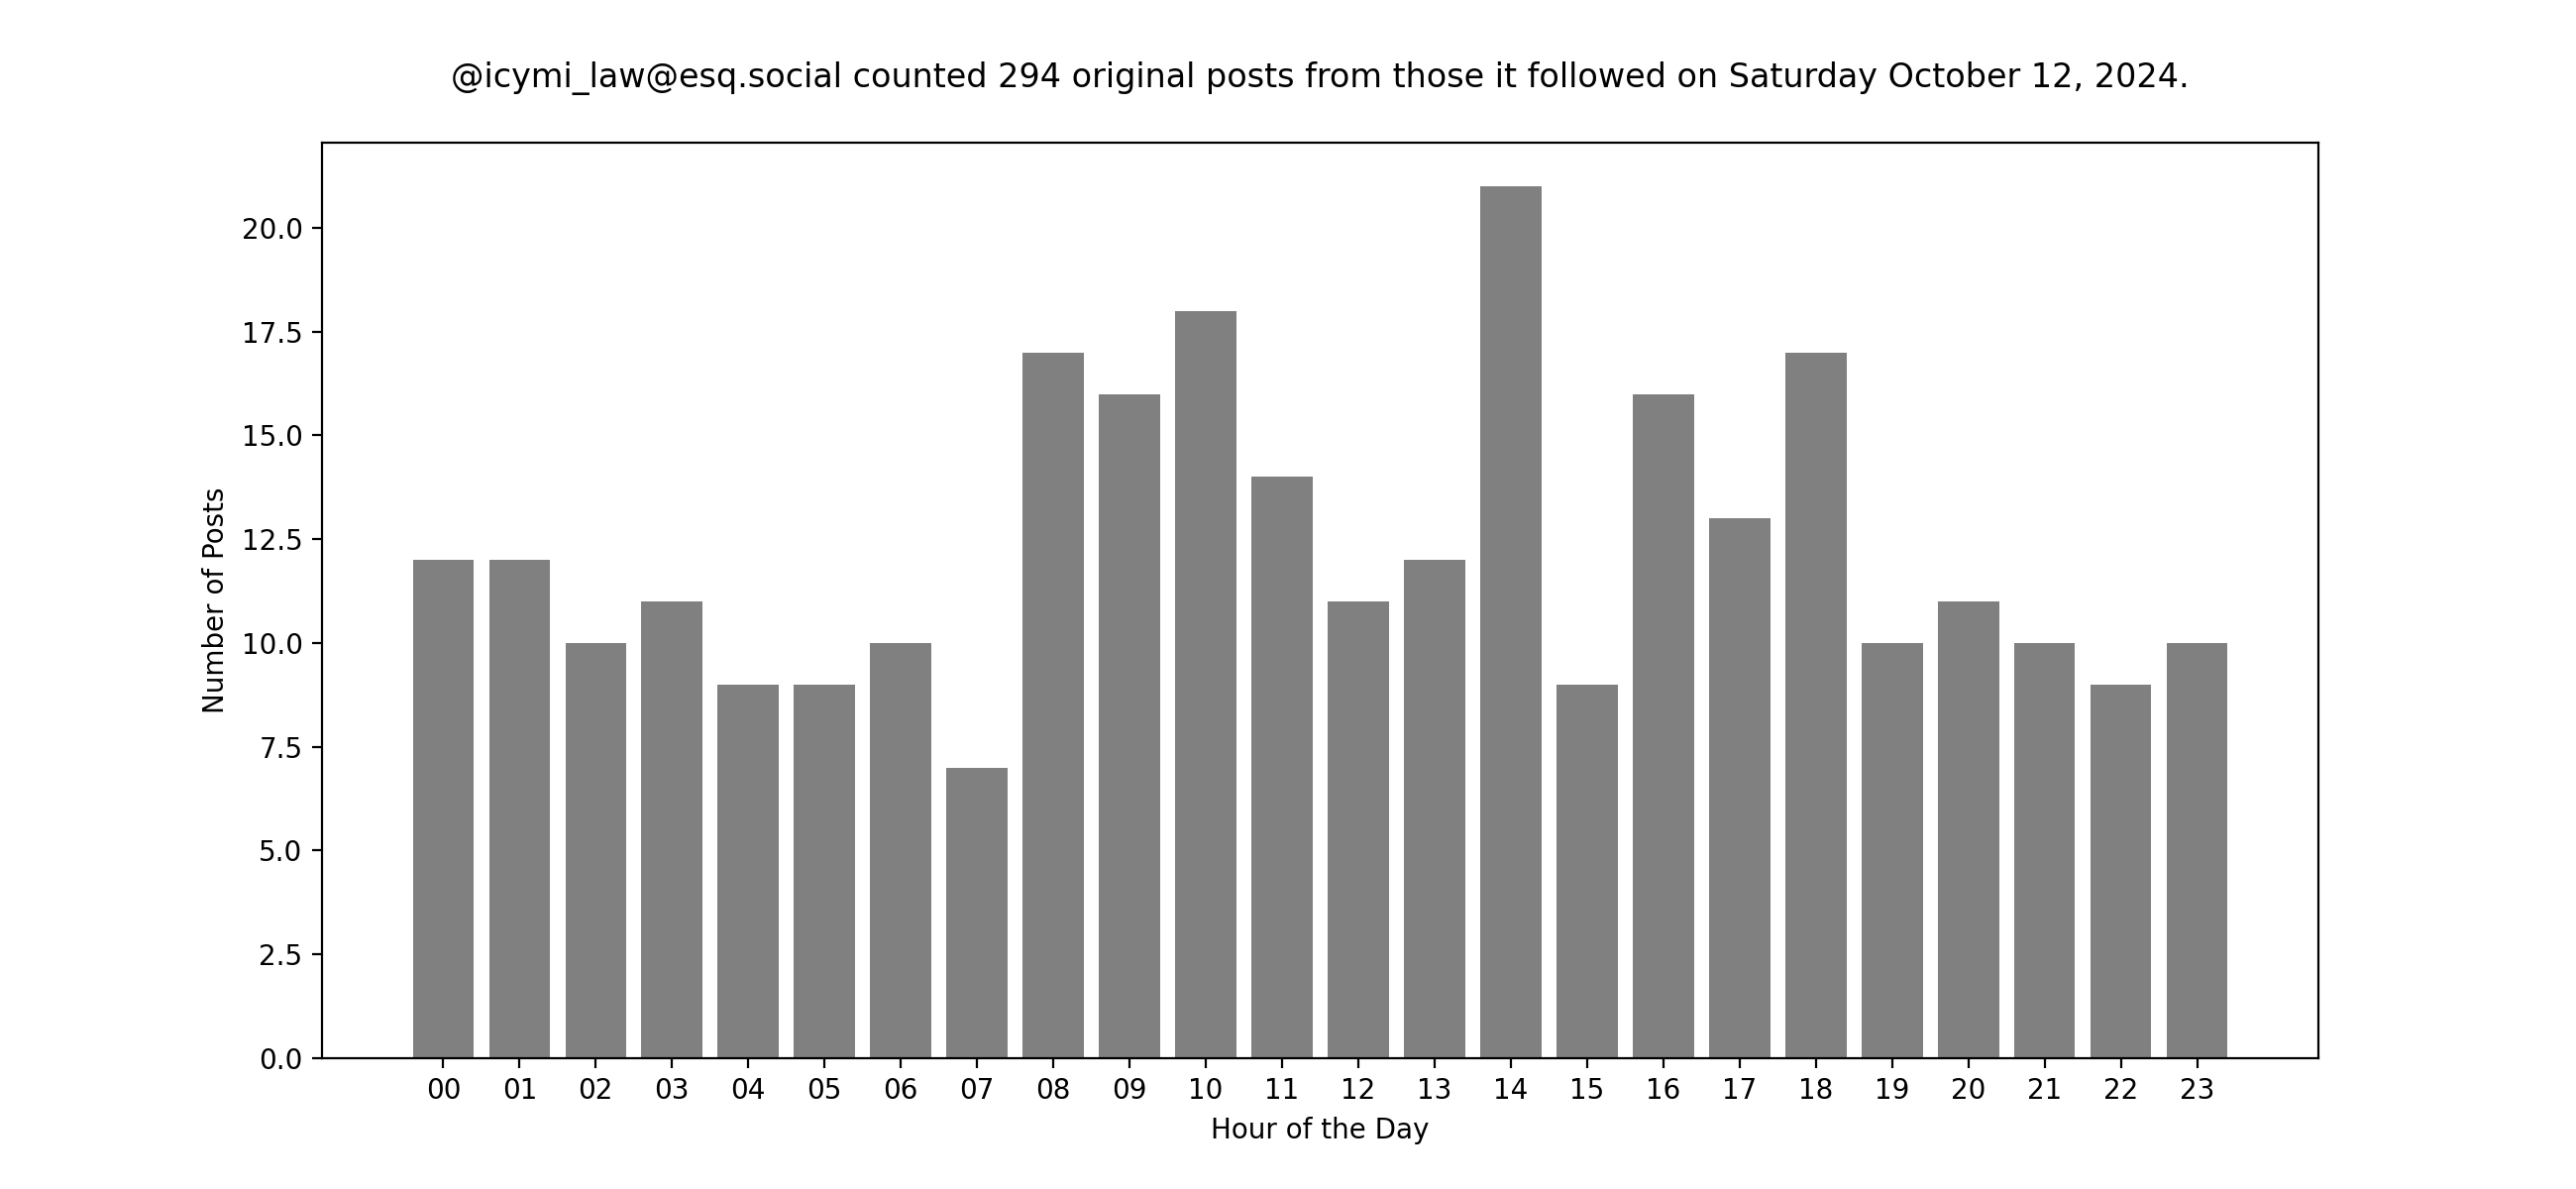 @icymi_law@esq.social counted 294 original posts from those it followed on Saturday October 12, 2024.
20.0
17.5
15.0
12.5
10.0
7.5
5.0
2.5
0.0
Number of Posts
00 01 02 03 04 05 06 07 08 09 10 11 12 13 14 15 16 17 18 19 20 21 22 23
Hour of the Day